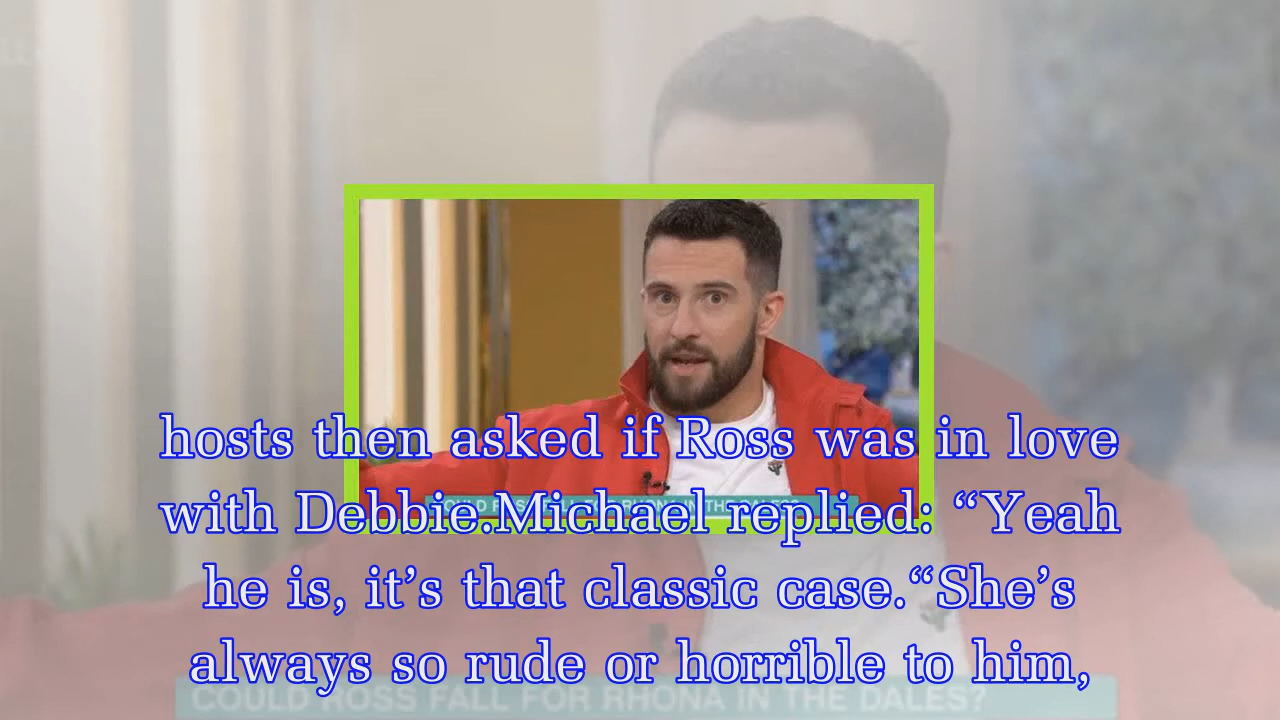 hosts then asked if Ross was in love
with Debbie.Michael replied: “Yeah
he is, it’s that classic case.“She’s
always so rude or horrible to him,
COULD ROSS FALL FOR RHONA IN THE DALES?